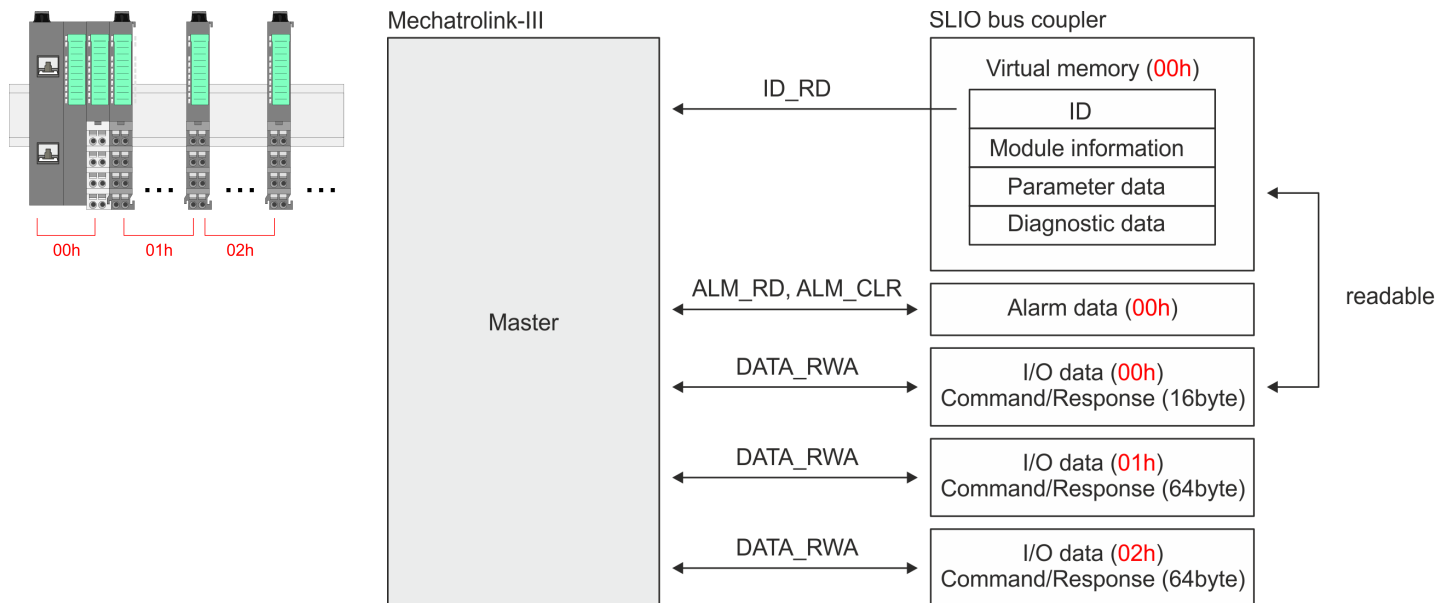 Mechatrolink-III
SLIO bus coupler
Virtual memory (00h)
ID_RD
ID
Module information
Parameter data
Diagnostic data
00h
01h
02h
...
...
...
readable
ALM_RD, ALM_CLR
Alarm data (00h)
Master
DATA_RWA
I/O data (00h)
Command/Response (16byte)
DATA_RWA
I/O data (01h)
Command/Response (64byte)
DATA_RWA
I/O data (02h)
Command/Response (64byte)